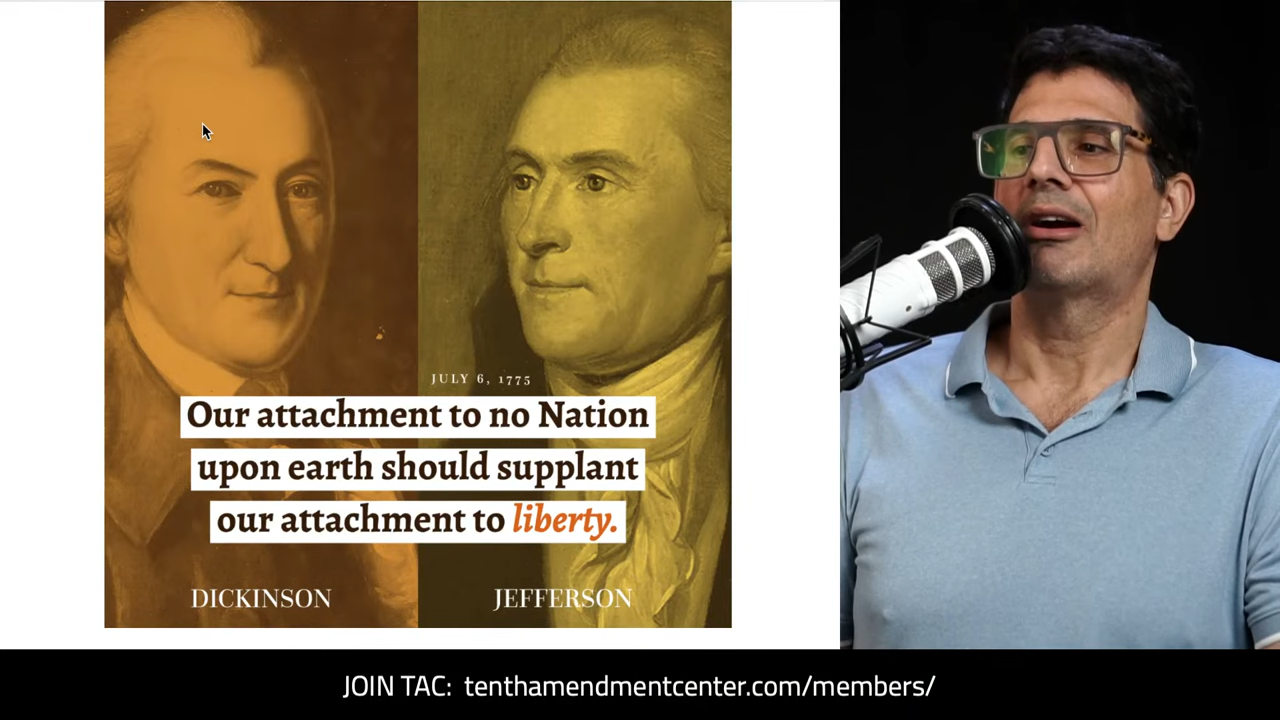 JULY 6, 1775
Our attachment to no Nation
upon earth should supplant
our attachment to liberty.
DICKINSON JEFFERSON
JOIN TAC: tenthamendmentcenter.com/members/